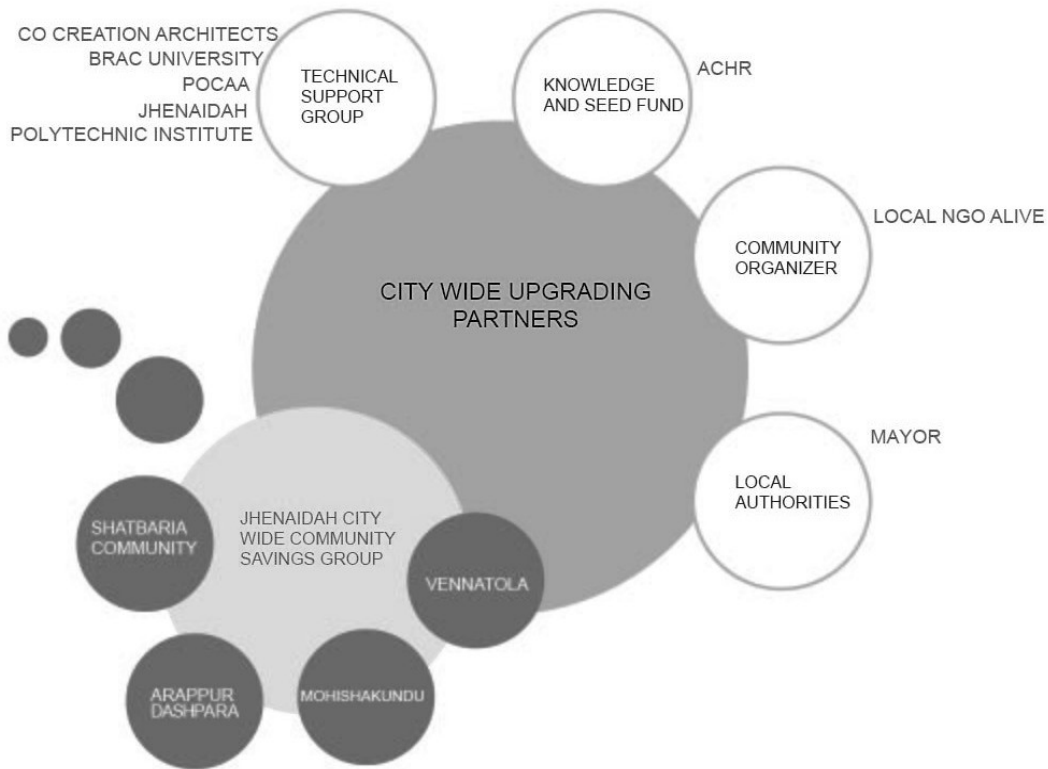 CO CREATION ARCHITECTS
BRAC UNIVERSITY
POCAA
JHENAIDAH
POLYTECHNIC INSTITUTE
TECHNICAL
SUPPORT
GROUP
KNOWLEDGE
AND SEED FUND
ACHR
LOCAL NGO ALIVE
COMMUNITY
ORGANIZER
CITY WIDE UPGRADING
PARTNERS
MAYOR
LOCAL
AUTHORITIES
JHENAIDAH CITY
WIDE COMMUNITY
SAVINGS GROUP
SHATBARIA
COMMUNITY
VENNATOLA
ARAPPUR
DASHPARA
MOHISHAKUNDU